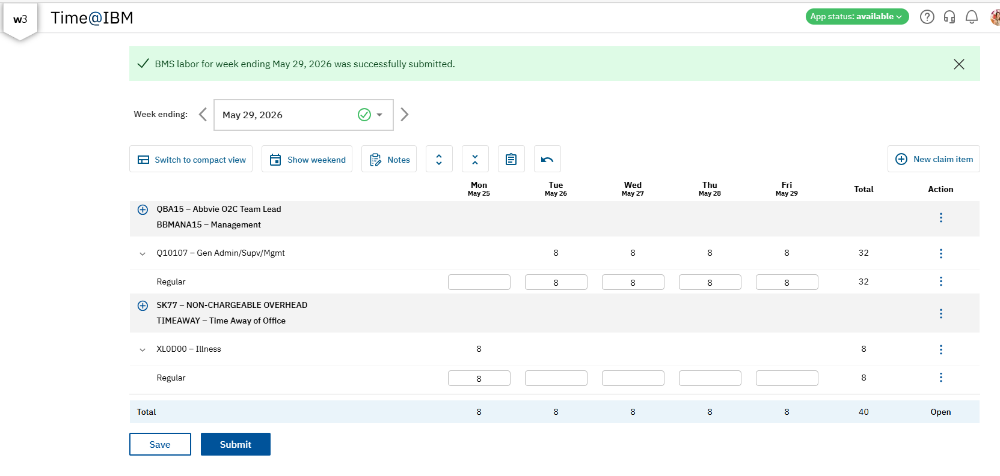 w3
Time@IBM
App status: available
BMS labor for week ending May 29, 2026 was successfully submitted.
Week ending:
May 29, 2026
Switch to compact view
Show weekend
Notes
New claim item
Mon Tue Wed Thu Fri Total Action
May 25 May 26 May 27 May 28 May 29
QBA15 – Abbvie O2C Team Lead
BBMANA15 – Management
Q10107 – Gen Admin/Supv/Mgmt 8 8 8 8 32
Regular 8 8 8 8 32
SK77 – NON-CHARGEABLE OVERHEAD
TIMEAWAY – Time Away of Office
XL0D00 – Illness 8 8
Regular 8 8
Total 8 8 8 8 8 40 Open
Save Submit